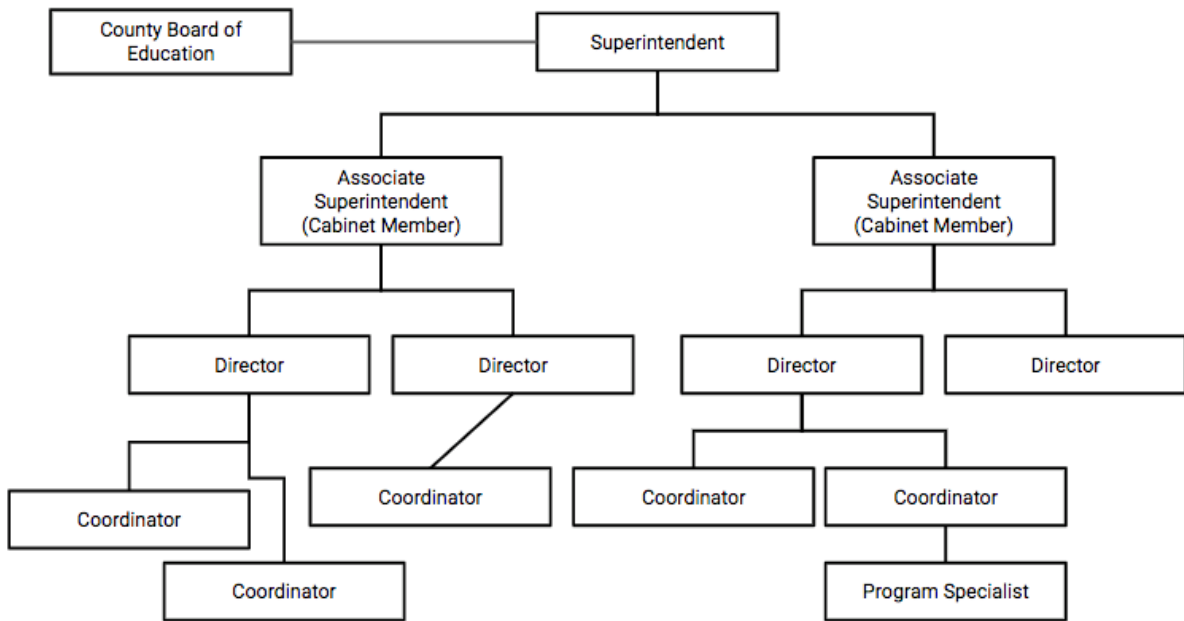 County Board of
Education
Superintendent
Associate
Superintendent
(Cabinet Member)
Associate
Superintendent
(Cabinet Member)
Director
Director
Director
Director
Coordinator
Coordinator
Coordinator
Coordinator
Coordinator
Program Specialist